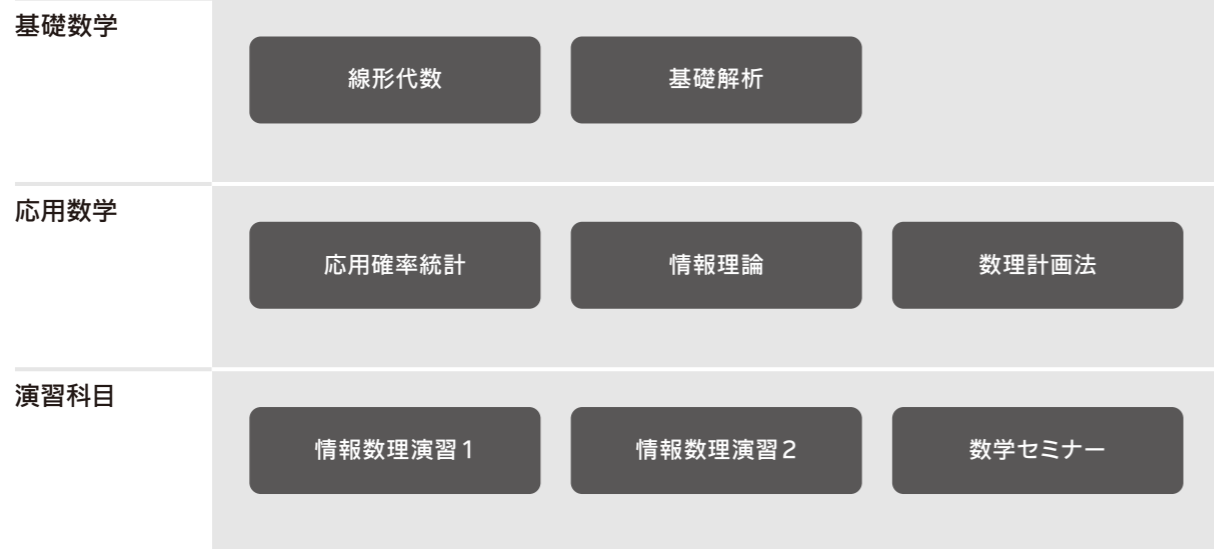 基礎数学
線形代数
基礎解析
応用数学
応用確率統計
情報理論
数理計画法
演習科目
情報数理演習1
情報数理演習2
数学セミナー